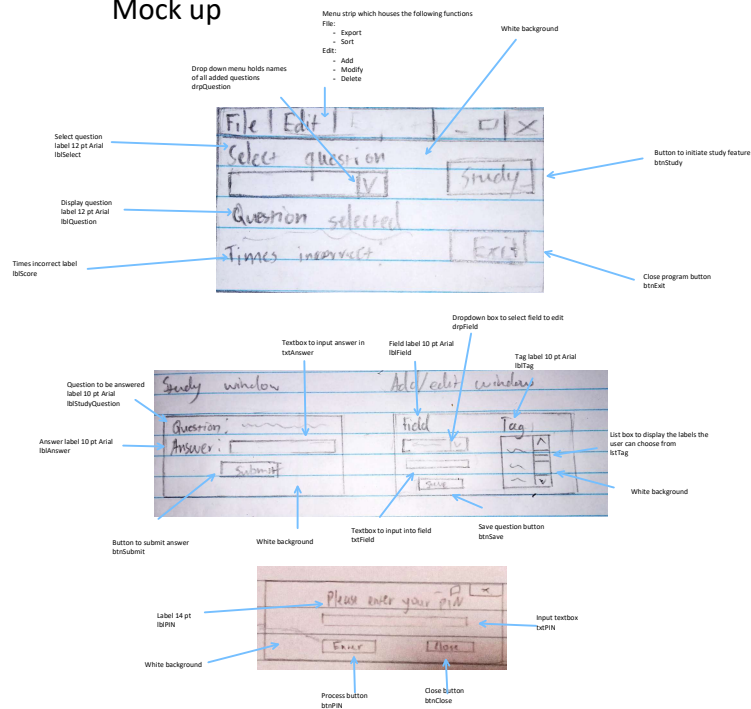 Mock up
Menu strip which houses the following functions
File:
- Export
- Sort
Edit:
- Add
- Modify
- Delete
White background
Drop down menu holds names
of all added questions
drpQuestion
Select question
label 12 pt Arial
lblSelect
Display question
label 12 pt Arial
lblQuestion
Times incorrect label
lblScore
File Edit
Select question
Study
Question selected
Times incorrect:
Exit
Button to initiate study feature
btnStudy
Close program button
btnExit
Dropdown box to select field to edit
drpField
Textbox to input answer in
txtAnswer
Field label 10 pt Arial
lblField
Tag label 10 pt Arial
lblTag
Question to be answered
label 10 pt Arial
lblStudyQuestion
Answer label 10 pt Arial
lblAnswer
Study window
Add/edit window
Question:
Answer:
Submit
Field
Tag
Save
List box to display the labels the
user can choose from
lstTag
White background
Button to submit answer
btnSubmit
White background
Textbox to input into field
txtField
Save question button
btnSave
Please enter your PIN
Enter
Close
Label 14 pt
lblPIN
White background
Input textbox
txtPIN
Process button
btnPIN
Close button
btnClose